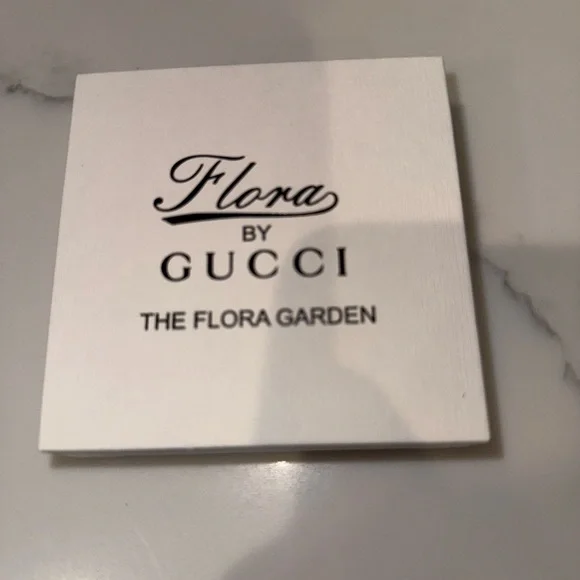 Flora
BY
GUCCI
THE FLORA GARDEN